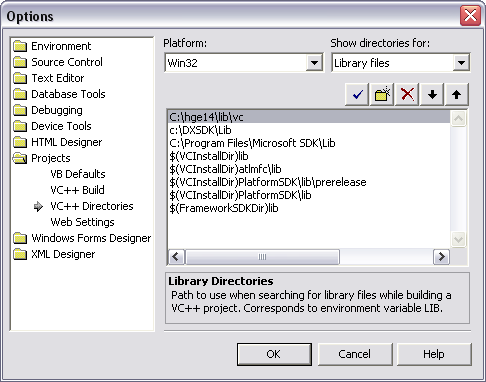 Options
Environment
Source Control
Text Editor
Database Tools
Debugging
Device Tools
HTML Designer
Projects
VB Defaults
VC++ Build
VC++ Directories
Web Settings
Windows Forms Designer
XML Designer
Platform:
Win32
Show directories for:
Library files
C:\hge14\lib\vc
c:\DXSDK\Lib
C:\Program Files\Microsoft SDK\Lib
$(VCInstallDir)lib
$(VCInstallDir)atlmfc\lib
$(VCInstallDir)PlatformSDK\lib\prerelease
$(VCInstallDir)PlatformSDK\lib
$(FrameworkSDKDir)lib
Library Directories
Path to use when searching for library files while building a
VC++ project. Corresponds to environment variable LIB.
OK
Cancel
Help